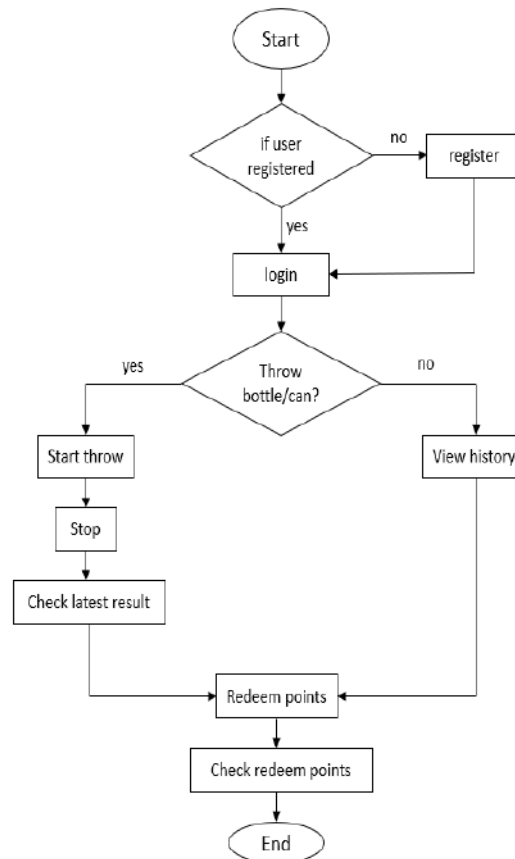 Start
if user
registered
no
register
yes
login
yes
Throw
bottle/can?
no
Start throw
View history
Stop
Check latest result
Redeem points
Check redeem points
End